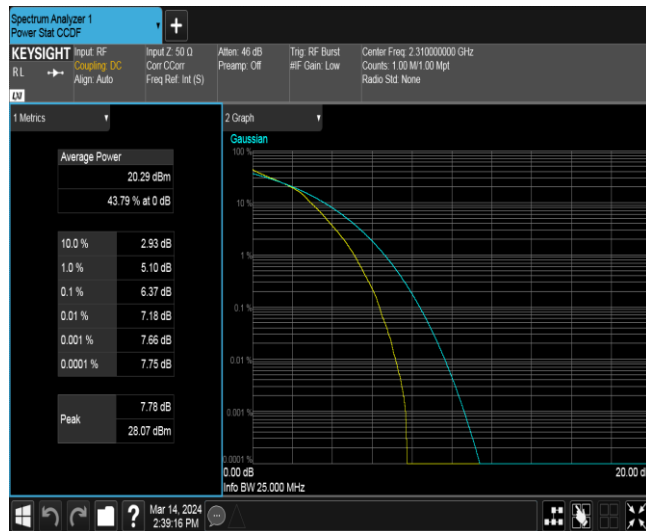 Spectrum Analyzer 1
Power Stat CCDF
+
KEYSIGHT
RL
LXI
Input: RF
Coupling: DC
Align: Auto
Input Z: 50 Ω
Corr CCorr
Freq Ref: Int (S)
Atten: 46 dB
Preamp: Off
Trig: RF Burst
#IF Gain: Low
Center Freq: 2.310000000 GHz
Counts: 1.00 M/1.00 Mpt
Radio Std: None
1 Metrics
Average Power
20.29 dBm
43.79 % at 0 dB
10.0 % 2.93 dB
1.0 % 5.10 dB
0.1 % 6.37 dB
0.01 % 7.18 dB
0.001 % 7.66 dB
0.0001 % 7.75 dB
Peak
7.78 dB
28.07 dBm
2 Graph
Gaussian
100 %
10 %
1 %
0.1 %
0.01 %
0.001 %
0.0001 %
0.00 dB
20.00 d
Info BW 25.000 MHz
?
Mar 14, 2024
2:39:16 PM